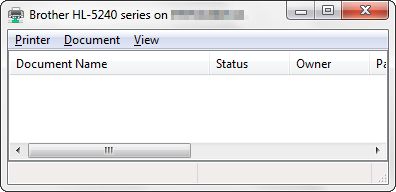 Brother HL-5240 series on
Printer Document View
Document Name Status Owner Pa